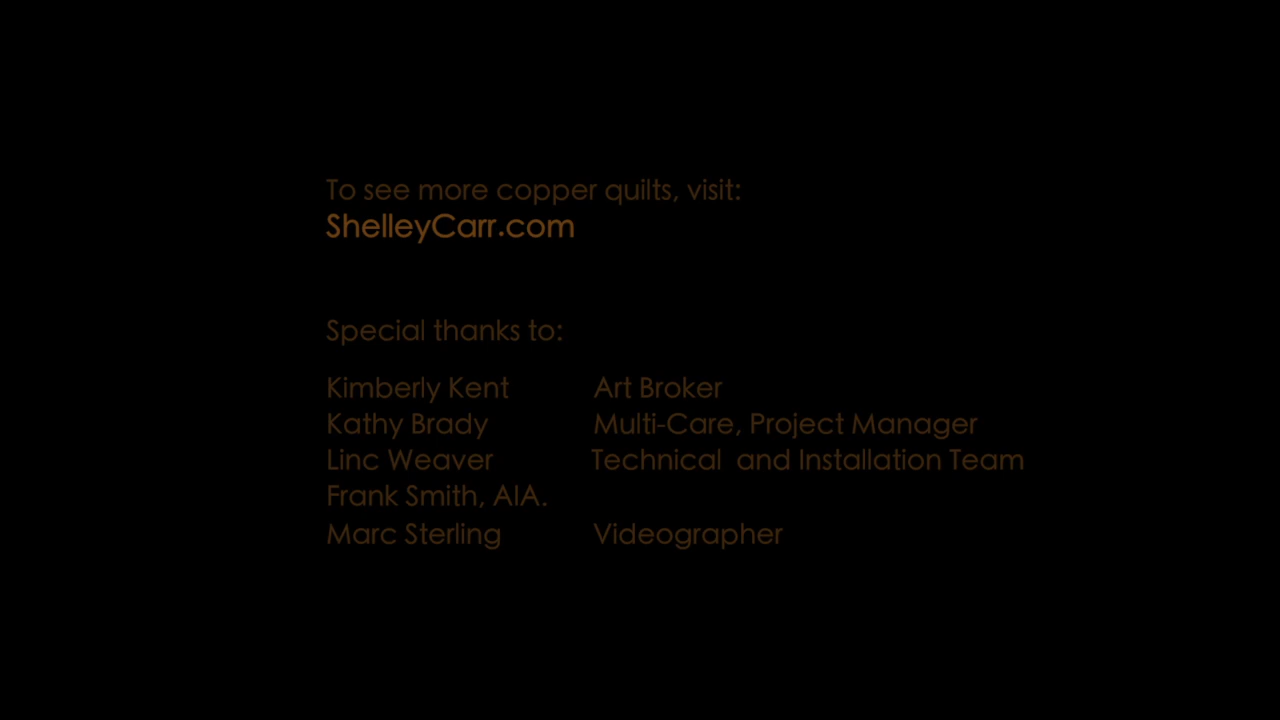 To see more copper quilts, visit:
ShelleyCarr.com
Special thanks to:
Kimberly Kent Art Broker
Kathy Brady Multi-Care, Project Manager
Linc Weaver Technical and Installation Team
Frank Smith, AIA.
Marc Sterling Videographer